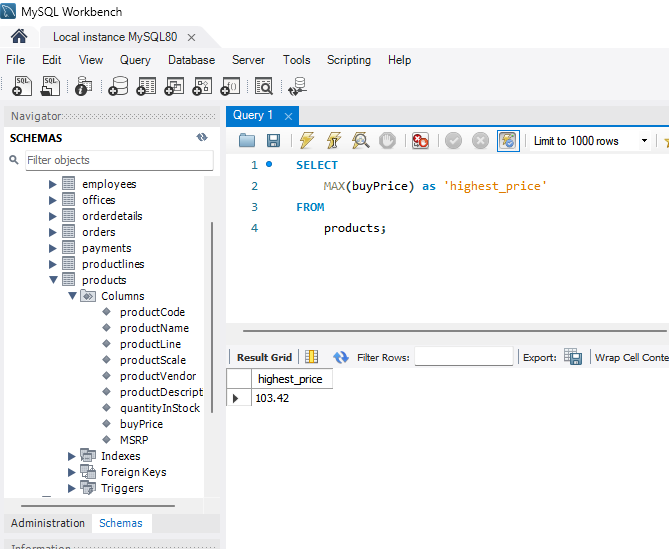 MySQL Workbench
Local instance MySQL80
File Edit View Query Database Server Tools Scripting Help
Navigator
SCHEMAS
Filter objects
employees
offices
orderdetails
orders
payments
productlines
products
Columns
productCode
productName
productLine
productScale
productVendor
productDescript
quantityInStock
buyPrice
MSRP
Indexes
Foreign Keys
Triggers
Administration Schemas
Information
Query 1
Limit to 1000 rows
1 SELECT
2 MAX(buyPrice) as 'highest_price'
3 FROM
4 products;
Result Grid Filter Rows: Export: Wrap Cell Conte
highest_price
103.42